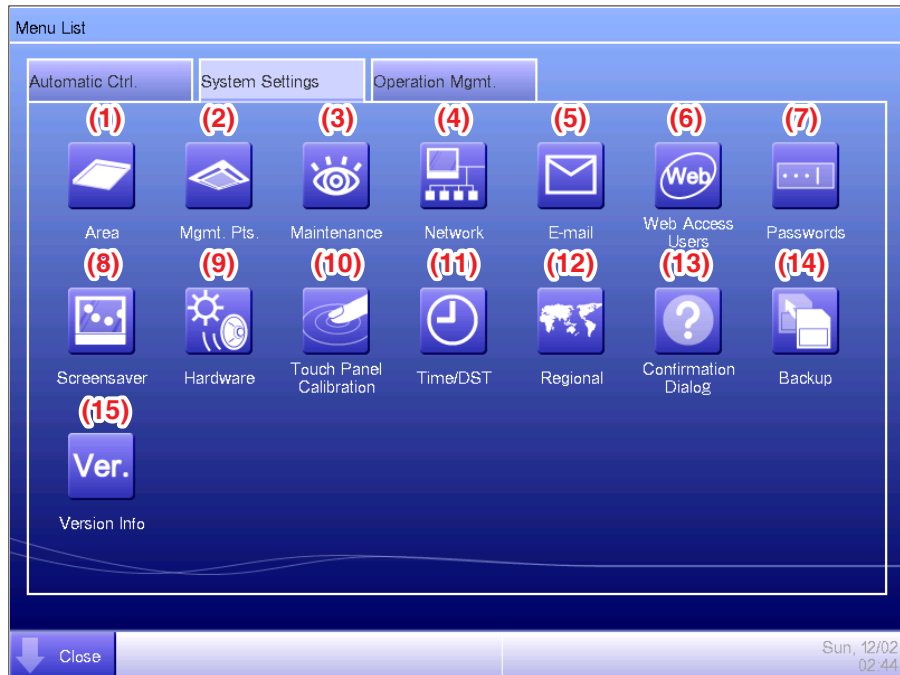 Menu List
Automatic Ctrl. System Settings Operation Mgmt.
(1) (2) (3) (4) (5) (6) (7)
Web
Area Mgmt. Pts. Maintenance Network E-mail Web Access Users Passwords
(8) (9) (10) (11) (12) (13) (14)
?
Screensaver Hardware Touch Panel Calibration Time/DST Regional Confirmation Dialog Backup
(15)
Ver.
Version Info
Close
Sun, 12/02
02:44